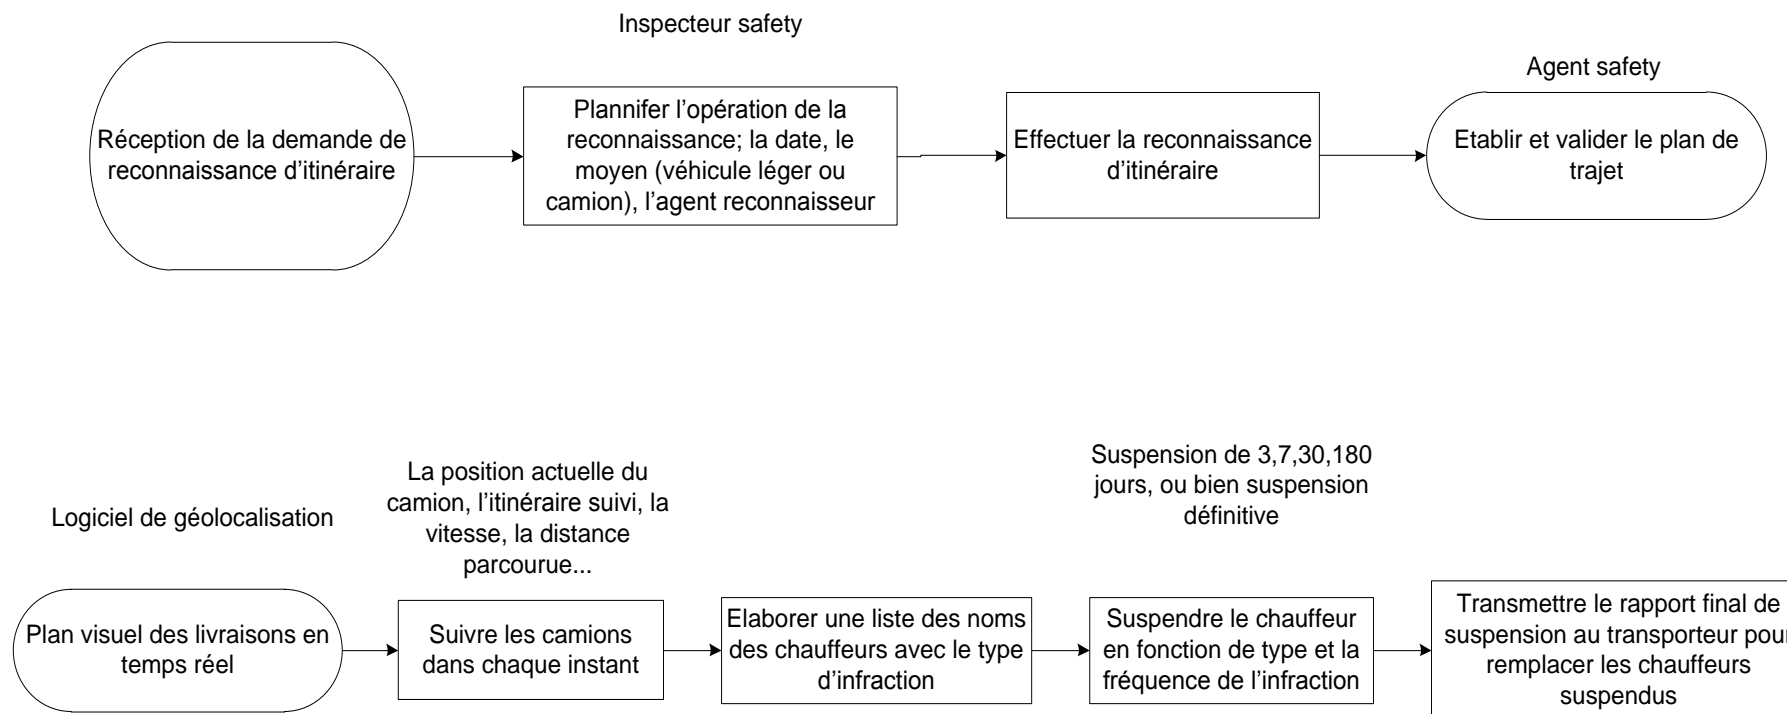 Inspecteur safety
Agent safety
Réception de la demande de
reconnaissance d'itinéraire
Plannifer l'opération de la
reconnaissance; la date, le
moyen (véhicule léger ou
camion), l'agent reconnaisseur
Effectuer la reconnaissance
d'itinéraire
Etablir et valider le plan de
trajet
Logiciel de géolocalisation
La position actuelle du
camion, l'itinéraire suivi, la
vitesse, la distance
parcourue...
Suspension de 3,7,30,180
jours, ou bien suspension
définitive
Plan visuel des livraisons en
temps réel
Suivre les camions
dans chaque instant
Elaborer une liste des noms
des chauffeurs avec le type
d'infraction
Suspendre le chauffeur
en fonction de type et la
fréquence de l'infraction
Transmettre le rapport final de
suspension au transporteur pour
remplacer les chauffeurs
suspendus